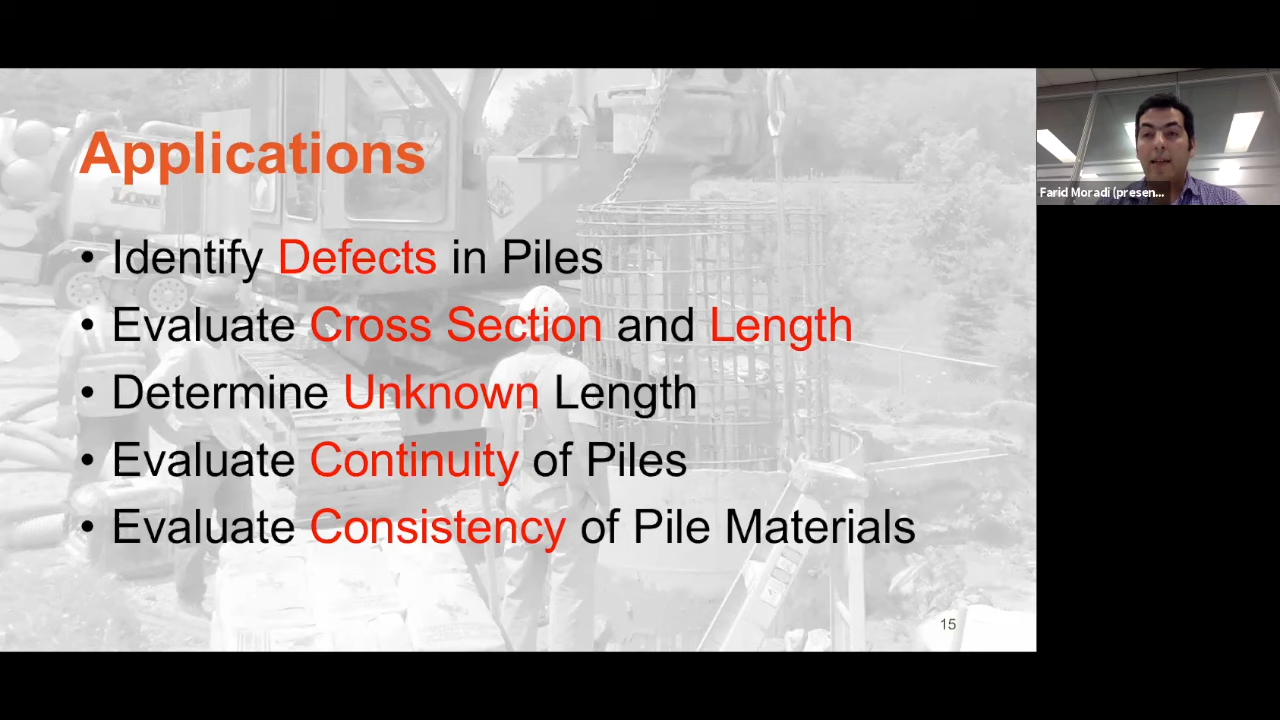 Applications
• Identify Defects in Piles
• Evaluate Cross Section and Length
• Determine Unknown Length
• Evaluate Continuity of Piles
• Evaluate Consistency of Pile Materials
15
Farid Moradi (presen...